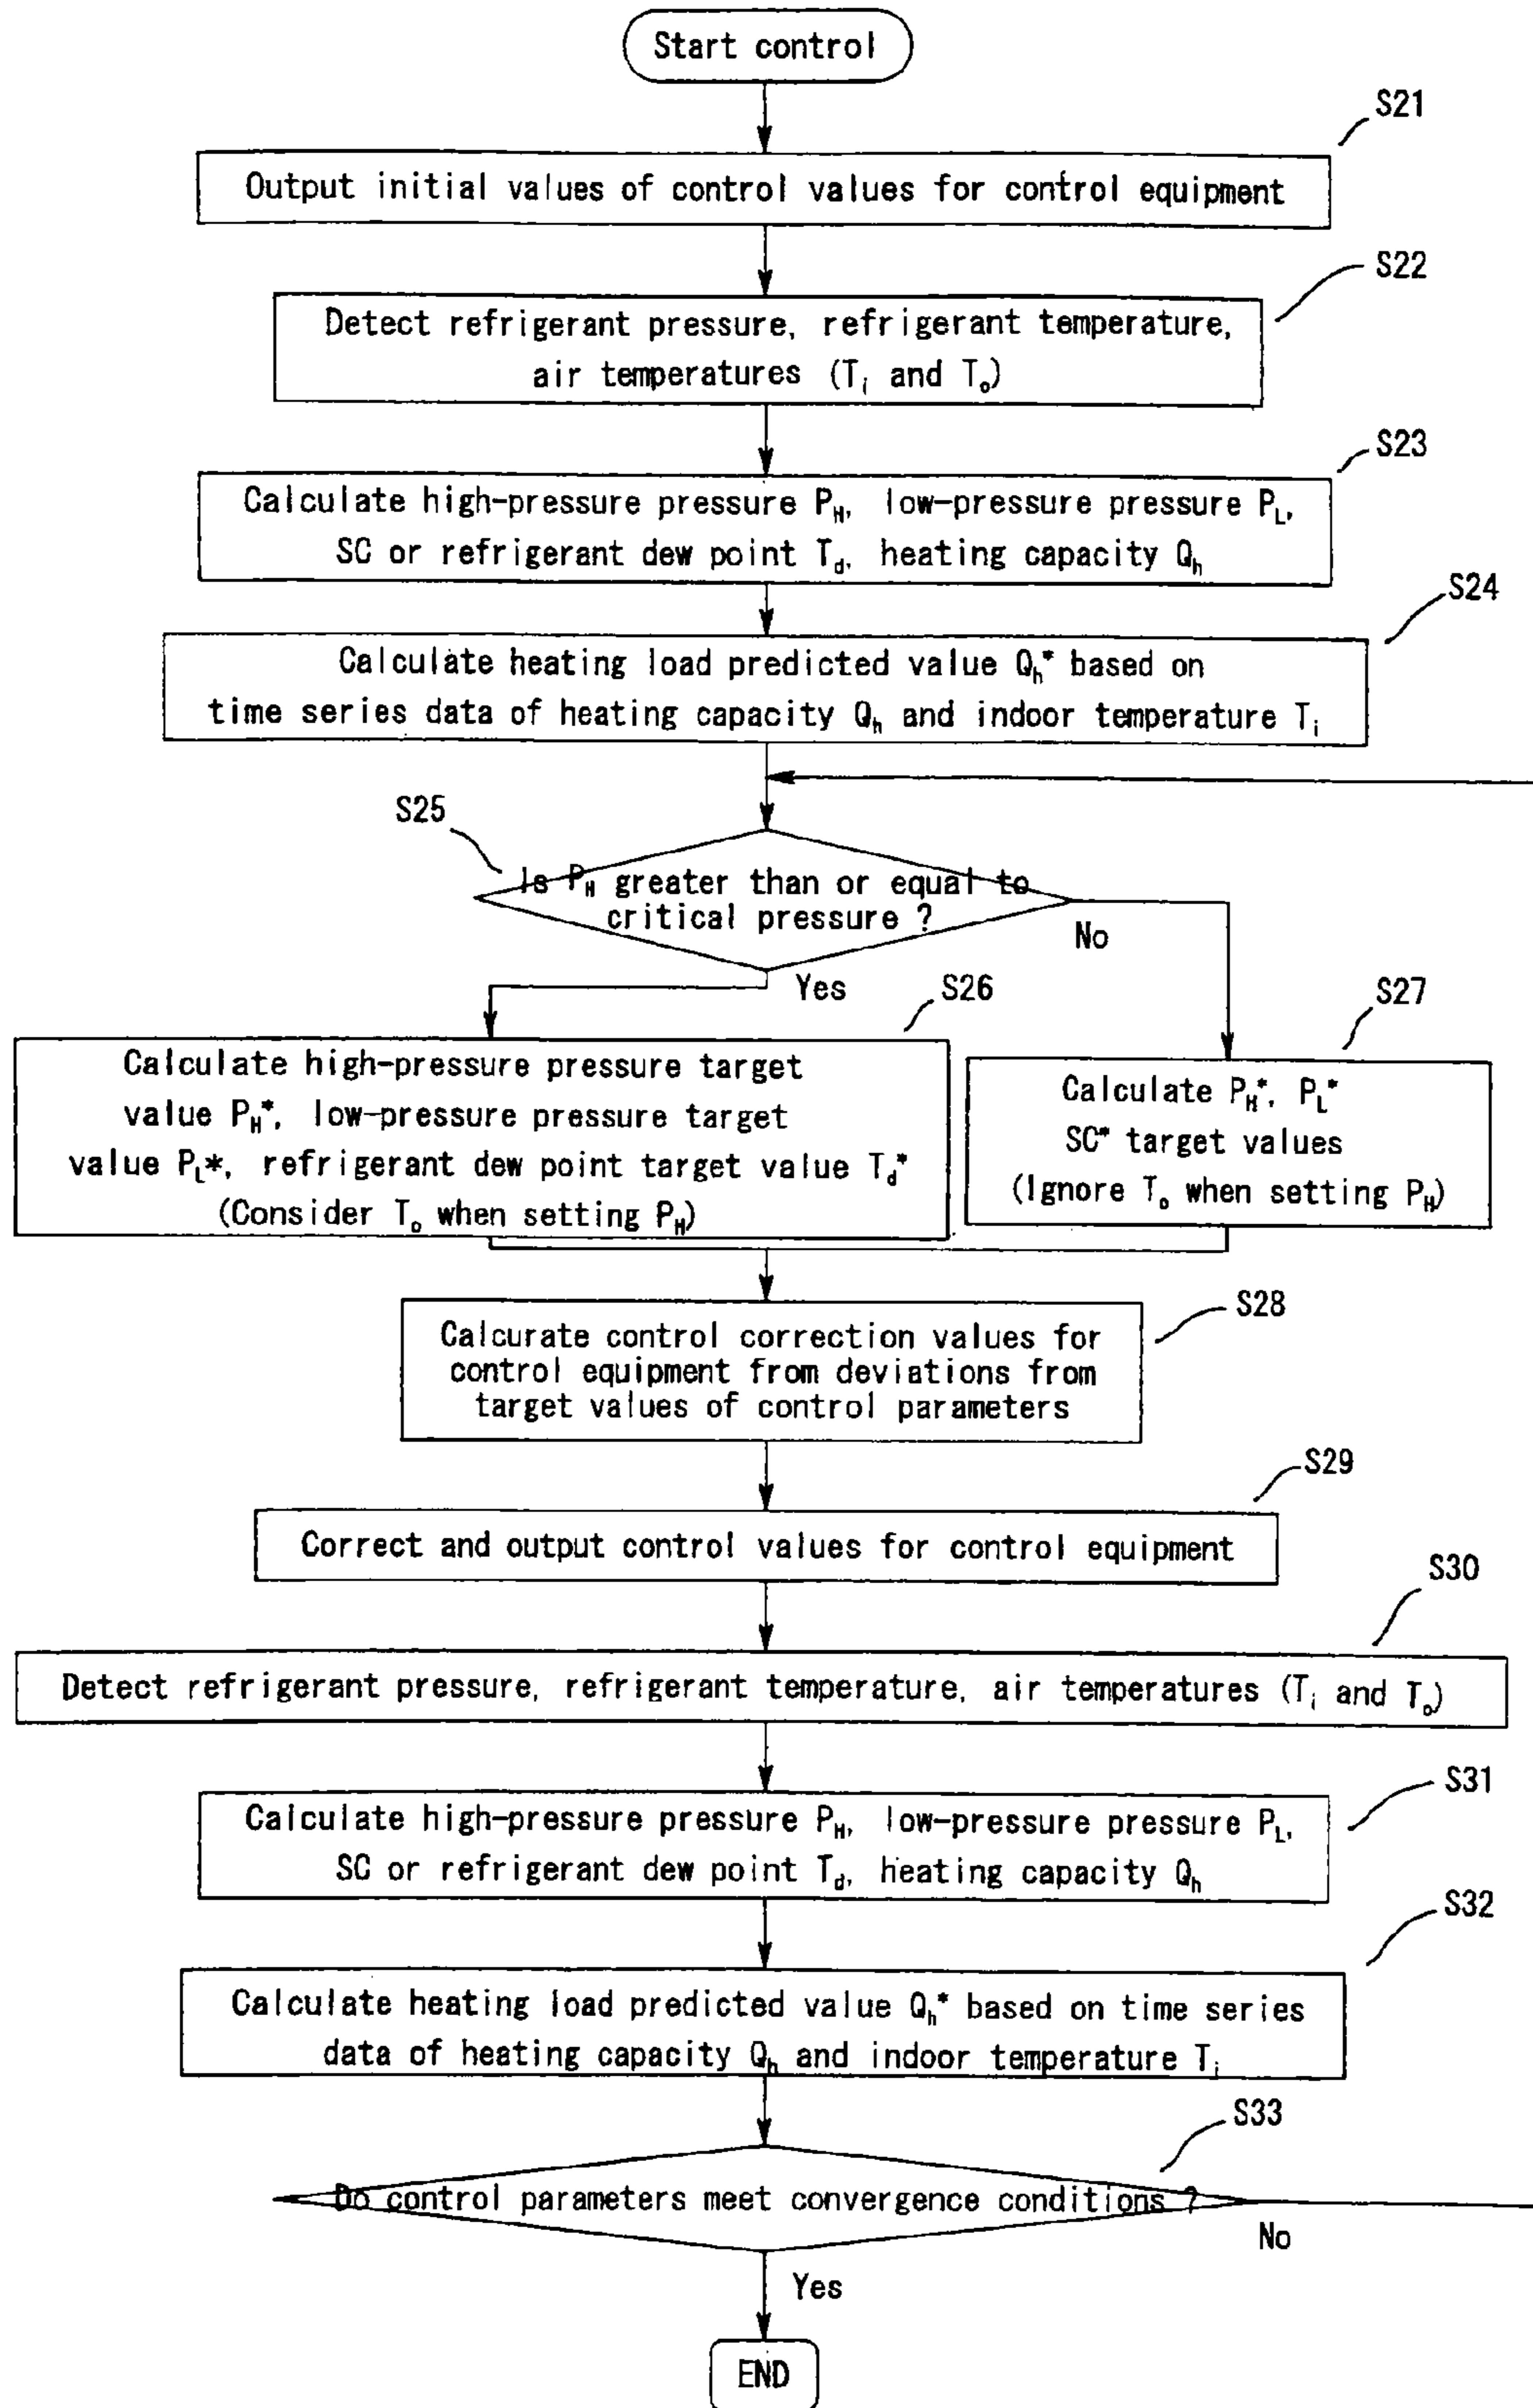 Start control
S21
Output initial values of control values for control equipment
S22
Detect refrigerant pressure, refrigerant temperature,
air temperatures (T_i and T_o)
S23
Calculate high-pressure pressure P_H, low-pressure pressure P_L,
SC or refrigerant dew point T_d, heating capacity Q_h
S24
Calculate heating load predicted value Q_h* based on
time series data of heating capacity Q_h and indoor temperature T_i
S25
Is P_H greater than or equal to
critical pressure ?
No
Yes
S26
Calculate high-pressure pressure target
value P_H*, low-pressure pressure target
value P_L*, refrigerant dew point target value T_d*
(Consider T_o when setting P_H)
S27
Calculate P_H*, P_L*
SC* target values
(Ignore T_o when setting P_H)
S28
Calcurate control correction values for
control equipment from deviations from
target values of control parameters
S29
Correct and output control values for control equipment
S30
Detect refrigerant pressure, refrigerant temperature, air temperatures (T_i and T_o)
S31
Calculate high-pressure pressure P_H, low-pressure pressure P_L,
SC or refrigerant dew point T_d, heating capacity Q_h
S32
Calculate heating load predicted value Q_h* based on time series
data of heating capacity Q_h and indoor temperature T_i
S33
Do control parameters meet convergence conditions ?
No
Yes
END